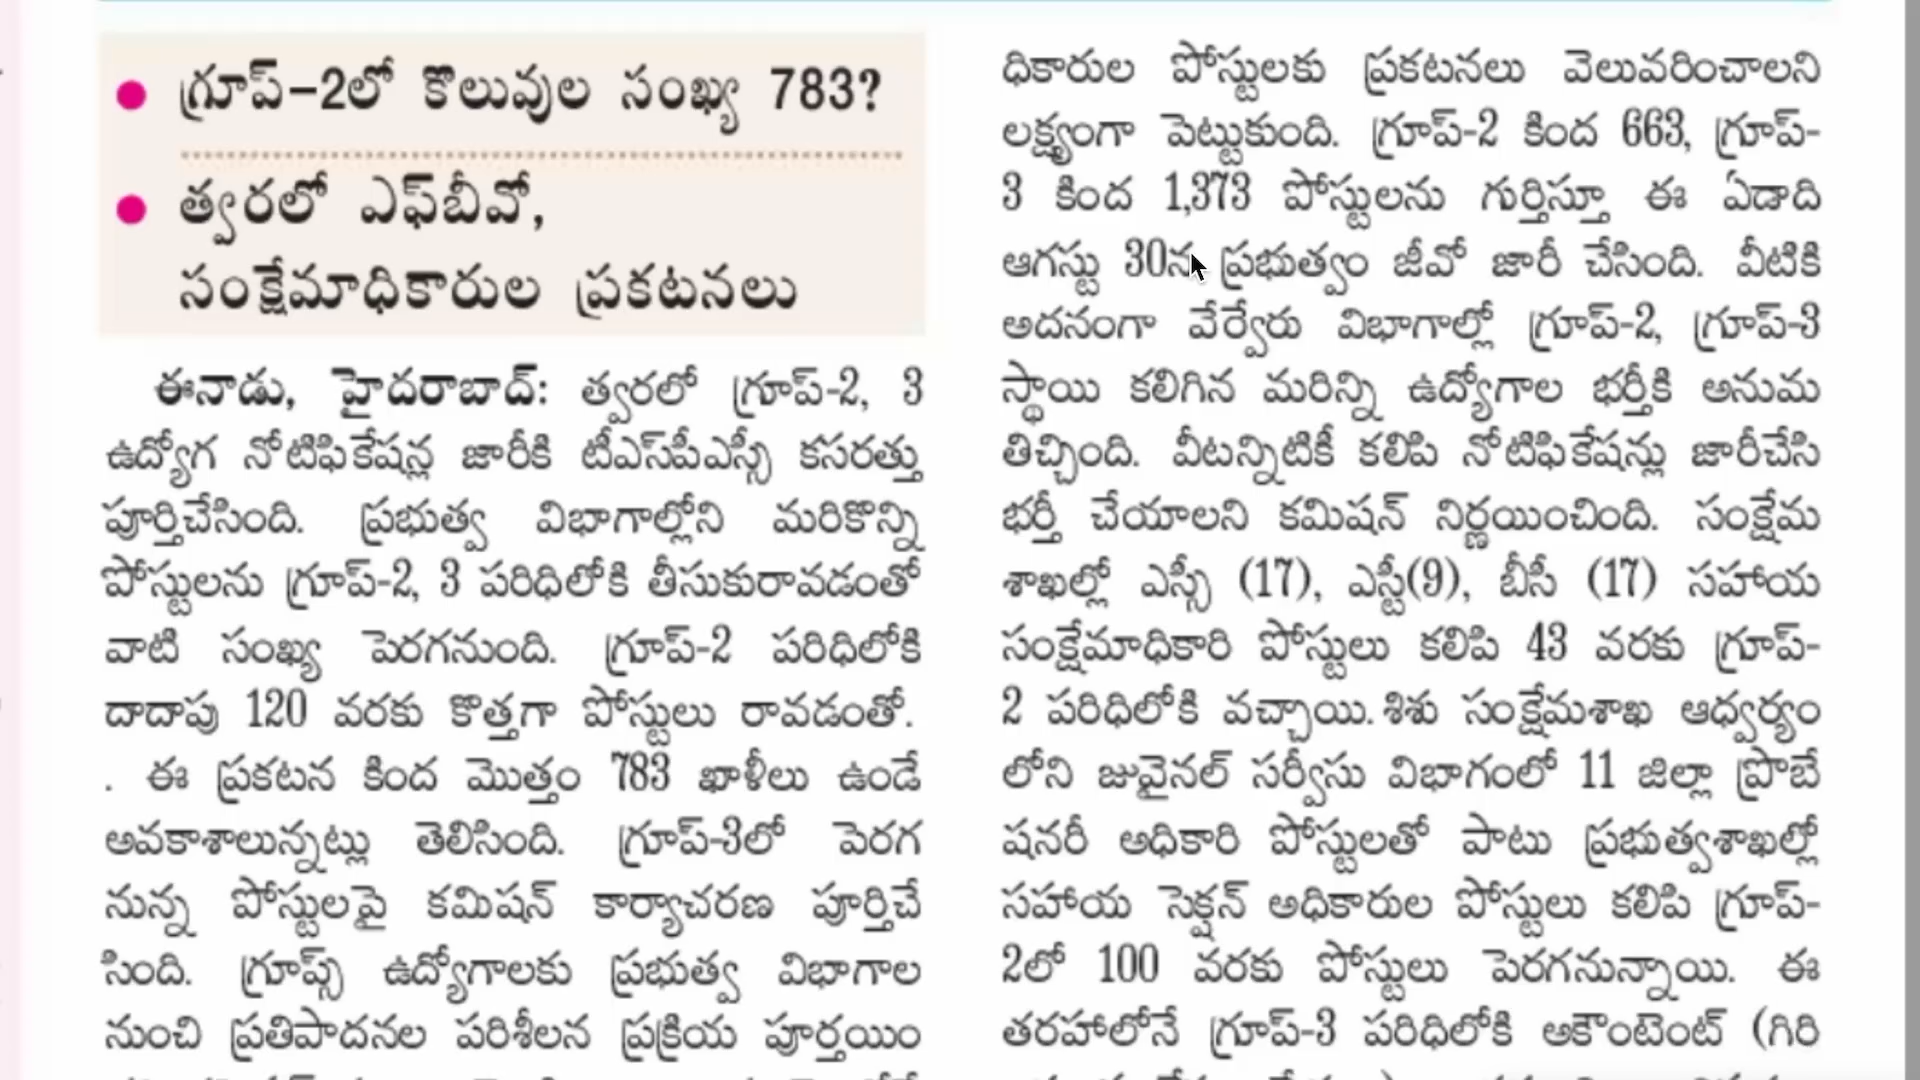 గ్రూప్-2లో కొలువుల సంఖ్య 783?
త్వరలో ఎఫ్‌బీవో,
సంక్షేమాధికారుల ప్రకటనలు
ఈనాడు, హైదరాబాద్: త్వరలో గ్రూప్-2, 3
ఉద్యోగ నోటిఫికేషన్ల జారీకి టీఎస్‌పీఎస్సీ కసరత్తు
పూర్తిచేసింది. ప్రభుత్వ విభాగాల్లోని మరికొన్ని
పోస్టులను గ్రూప్-2, 3 పరిధిలోకి తీసుకురావడంతో
వాటి సంఖ్య పెరగనుంది. గ్రూప్-2 పరిధిలోకి
దాదాపు 120 వరకు కొత్తగా పోస్టులు రావడంతో.
. ఈ ప్రకటన కింద మొత్తం 783 ఖాళీలు ఉండే
అవకాశాలున్నట్లు తెలిసింది. గ్రూప్-3లో పెరగ
నున్న పోస్టులపై కమిషన్ కార్యాచరణ పూర్తిచే
సింది. గ్రూప్స్ ఉద్యోగాలకు ప్రభుత్వ విభాగాల
నుంచి ప్రతిపాదనల పరిశీలన ప్రక్రియ పూర్తయిం
ధికారుల పోస్టులకు ప్రకటనలు వెలువరించాలని
లక్ష్యంగా పెట్టుకుంది. గ్రూప్-2 కింద 663, గ్రూప్-
3 కింద 1,373 పోస్టులను గుర్తిస్తూ ఈ ఏడాది
ఆగస్టు 30న ప్రభుత్వం జీవో జారీ చేసింది. వీటికి
అదనంగా వేర్వేరు విభాగాల్లో గ్రూప్-2, గ్రూప్-3
స్థాయి కలిగిన మరిన్ని ఉద్యోగాల భర్తీకి అనుమ
తిచ్చింది. వీటన్నిటికీ కలిపి నోటిఫికేషన్లు జారీచేసి
భర్తీ చేయాలని కమిషన్ నిర్ణయించింది. సంక్షేమ
శాఖల్లో ఎస్సీ (17), ఎస్టీ(9), బీసీ (17) సహాయ
సంక్షేమాధికారి పోస్టులు కలిపి 43 వరకు గ్రూప్-
2 పరిధిలోకి వచ్చాయి. శిశు సంక్షేమశాఖ ఆధ్వర్యం
లోని జువైనల్ సర్వీసు విభాగంలో 11 జిల్లా ప్రొబే
షనరీ అధికారి పోస్టులతో పాటు ప్రభుత్వశాఖల్లో
సహాయ సెక్షన్ అధికారుల పోస్టులు కలిపి గ్రూప్-
2లో 100 వరకు పోస్టులు పెరగనున్నాయి. ఈ
తరహాలోనే గ్రూప్-3 పరిధిలోకి అకౌంటెంట్ (గిరి